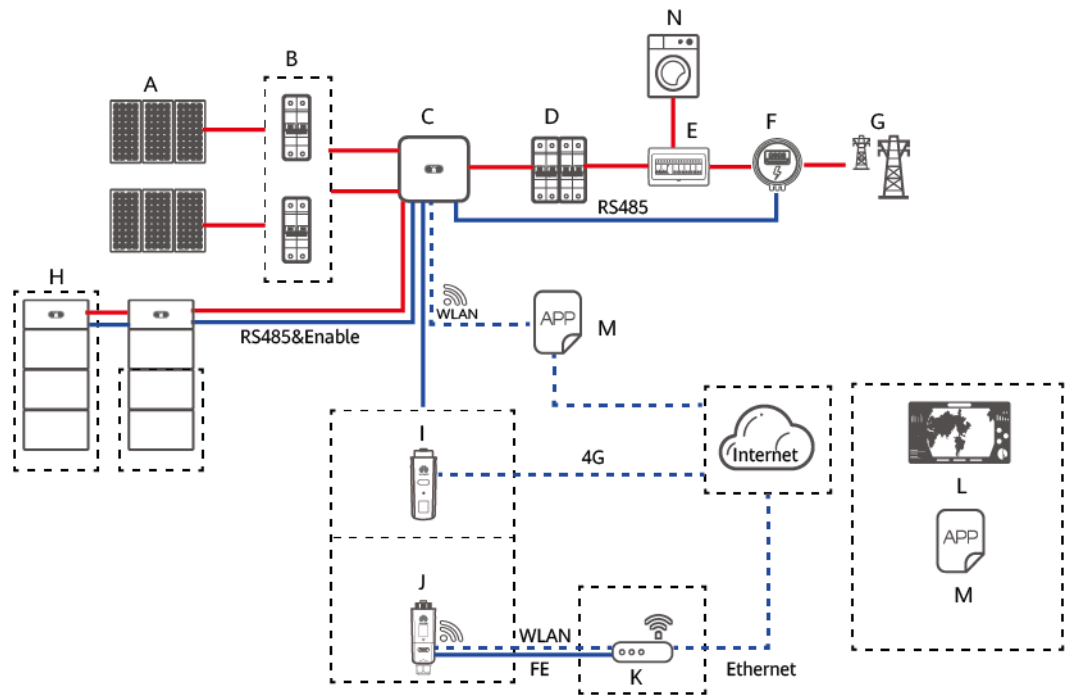 N
B
A
C
D
E
F
G
RS485
H
WLAN
APP
M
RS485&Enable
I
4G
Internet
L
APP
M
J
WLAN
FE
K
Ethernet